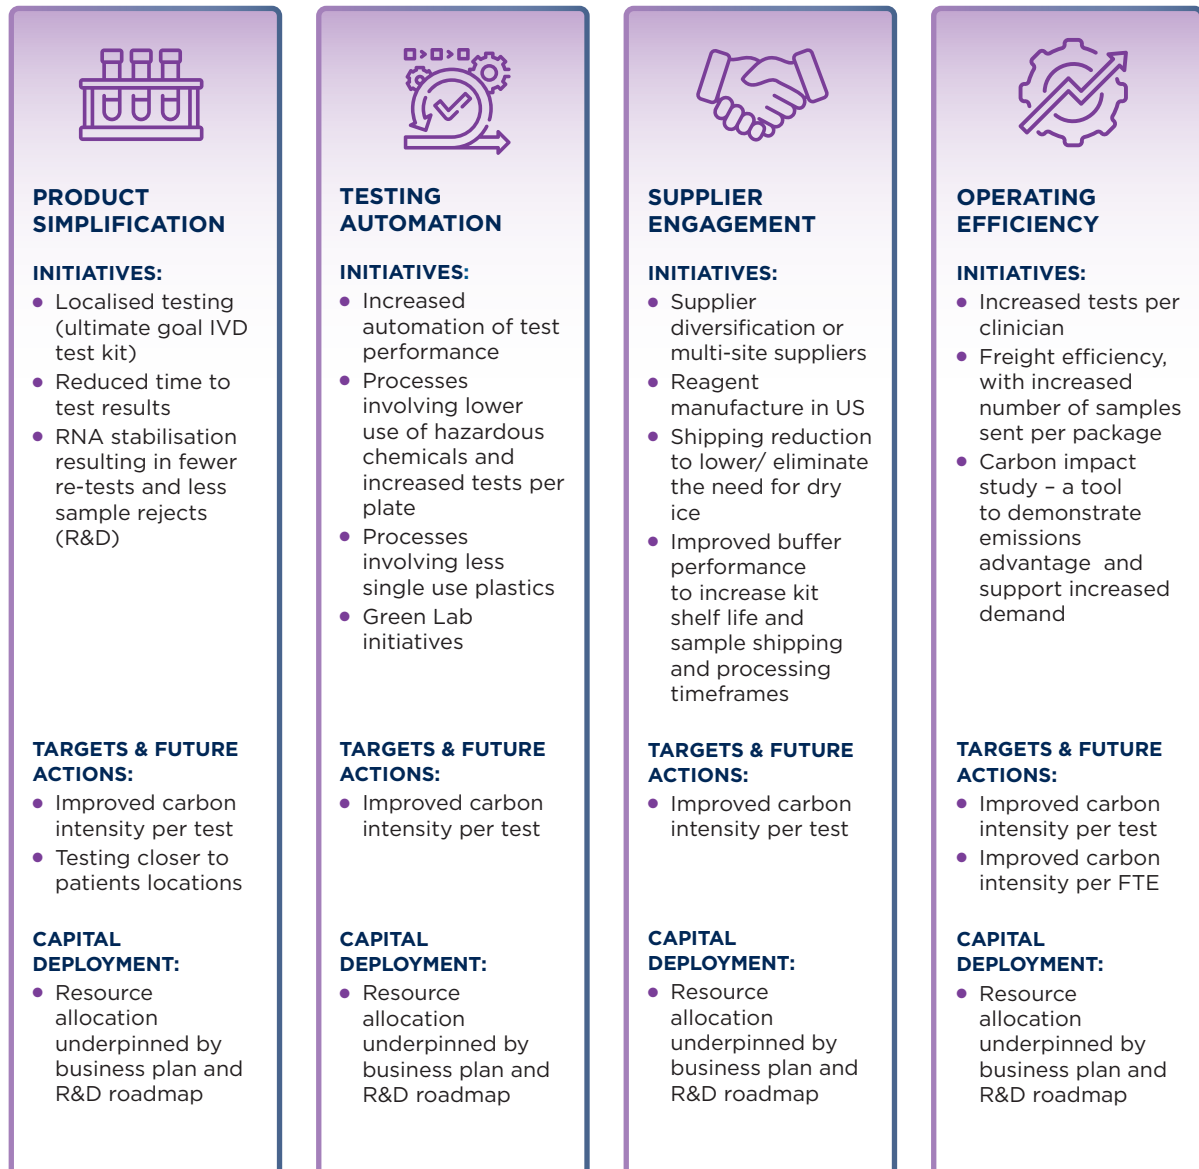 PRODUCT
SIMPLIFICATION
INITIATIVES:
• Localised testing
(ultimate goal IVD
test kit)
• Reduced time to
test results
• RNA stabilisation
resulting in fewer
re-tests and less
sample rejects
(R&D)
TARGETS & FUTURE
ACTIONS:
• Improved carbon
intensity per test
• Testing closer to
patients locations
CAPITAL
DEPLOYMENT:
• Resource
allocation
underpinned by
business plan and
R&D roadmap
TESTING
AUTOMATION
INITIATIVES:
• Increased
automation of test
performance
• Processes
involving lower
use of hazardous
chemicals and
increased tests per
plate
• Processes
involving less
single use plastics
• Green Lab
initiatives
TARGETS & FUTURE
ACTIONS:
• Improved carbon
intensity per test
CAPITAL
DEPLOYMENT:
• Resource
allocation
underpinned by
business plan and
R&D roadmap
SUPPLIER
ENGAGEMENT
INITIATIVES:
• Supplier
diversification or
multi-site suppliers
• Reagent
manufacture in US
• Shipping reduction
to lower/ eliminate
the need for dry
ice
• Improved buffer
performance
to increase kit
shelf life and
sample shipping
and processing
timeframes
TARGETS & FUTURE
ACTIONS:
• Improved carbon
intensity per test
CAPITAL
DEPLOYMENT:
• Resource
allocation
underpinned by
business plan and
R&D roadmap
OPERATING
EFFICIENCY
INITIATIVES:
• Increased tests per
clinician
• Freight efficiency,
with increased
number of samples
sent per package
• Carbon impact
study – a tool
to demonstrate
emissions
advantage  and
support increased
demand
TARGETS & FUTURE
ACTIONS:
• Improved carbon
intensity per test
• Improved carbon
intensity per FTE
CAPITAL
DEPLOYMENT:
• Resource
allocation
underpinned by
business plan and
R&D roadmap